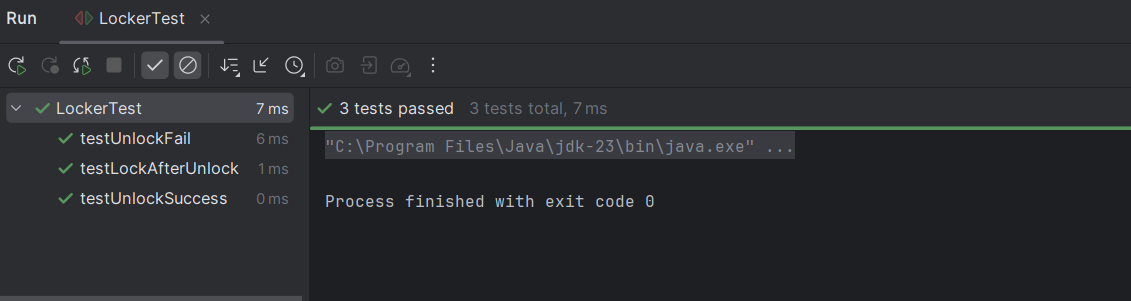 Run LockerTest
LockerTest 7 ms
testUnlockFail 6 ms
testLockAfterUnlock 1 ms
testUnlockSuccess 0 ms
3 tests passed 3 tests total, 7 ms
"C:\Program Files\Java\jdk-23\bin\java.exe" ...
Process finished with exit code 0